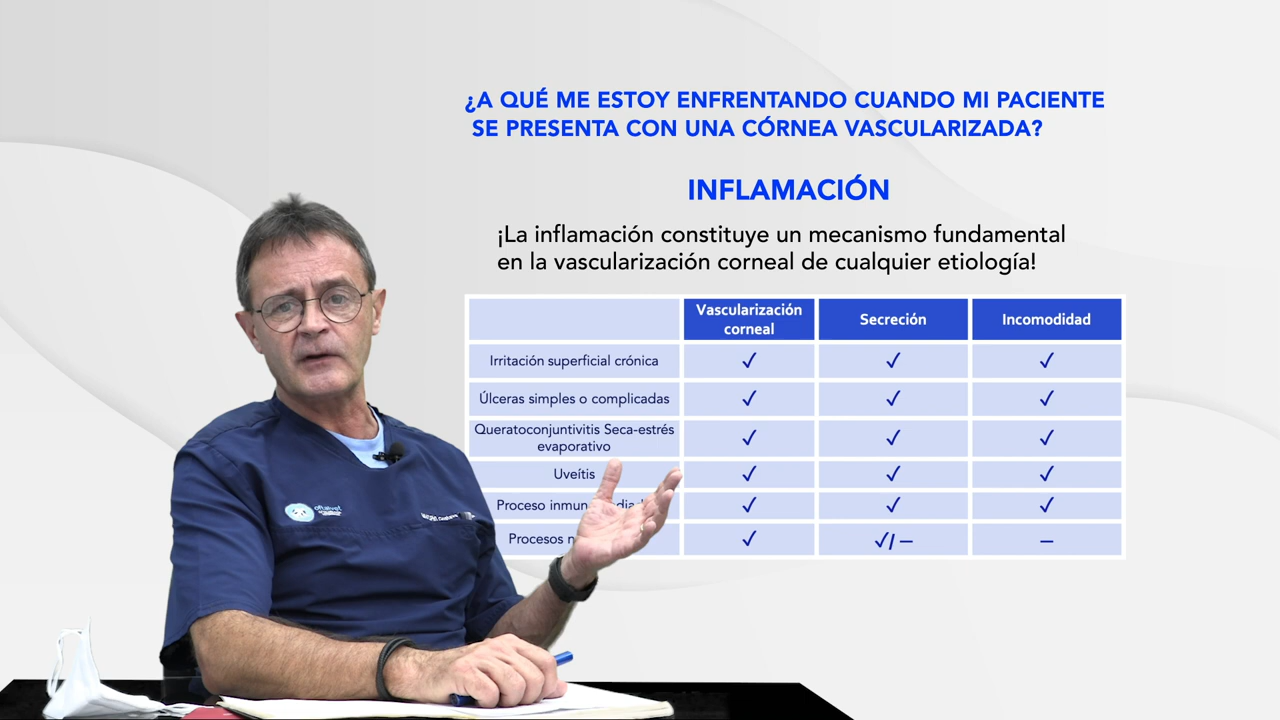 ¿A QUÉ ME ESTOY ENFRENTANDO CUANDO MI PACIENTE
SE PRESENTA CON UNA CÓRNEA VASCULARIZADA?
INFLAMACIÓN
¡La inflamación constituye un mecanismo fundamental
en la vascularización corneal de cualquier etiología!
Vascularización
corneal
Secreción
Incomodidad
Irritación superficial crónica
✓ ✓ ✓
Úlceras simples o complicadas
✓ ✓ ✓
Queratoconjuntivitis Seca-estrés
evaporativo
✓ ✓ ✓
Uveítis
✓ ✓ ✓
Proceso
✓ ✓ ✓
Procesos
✓ ✓/– –
oftalvet